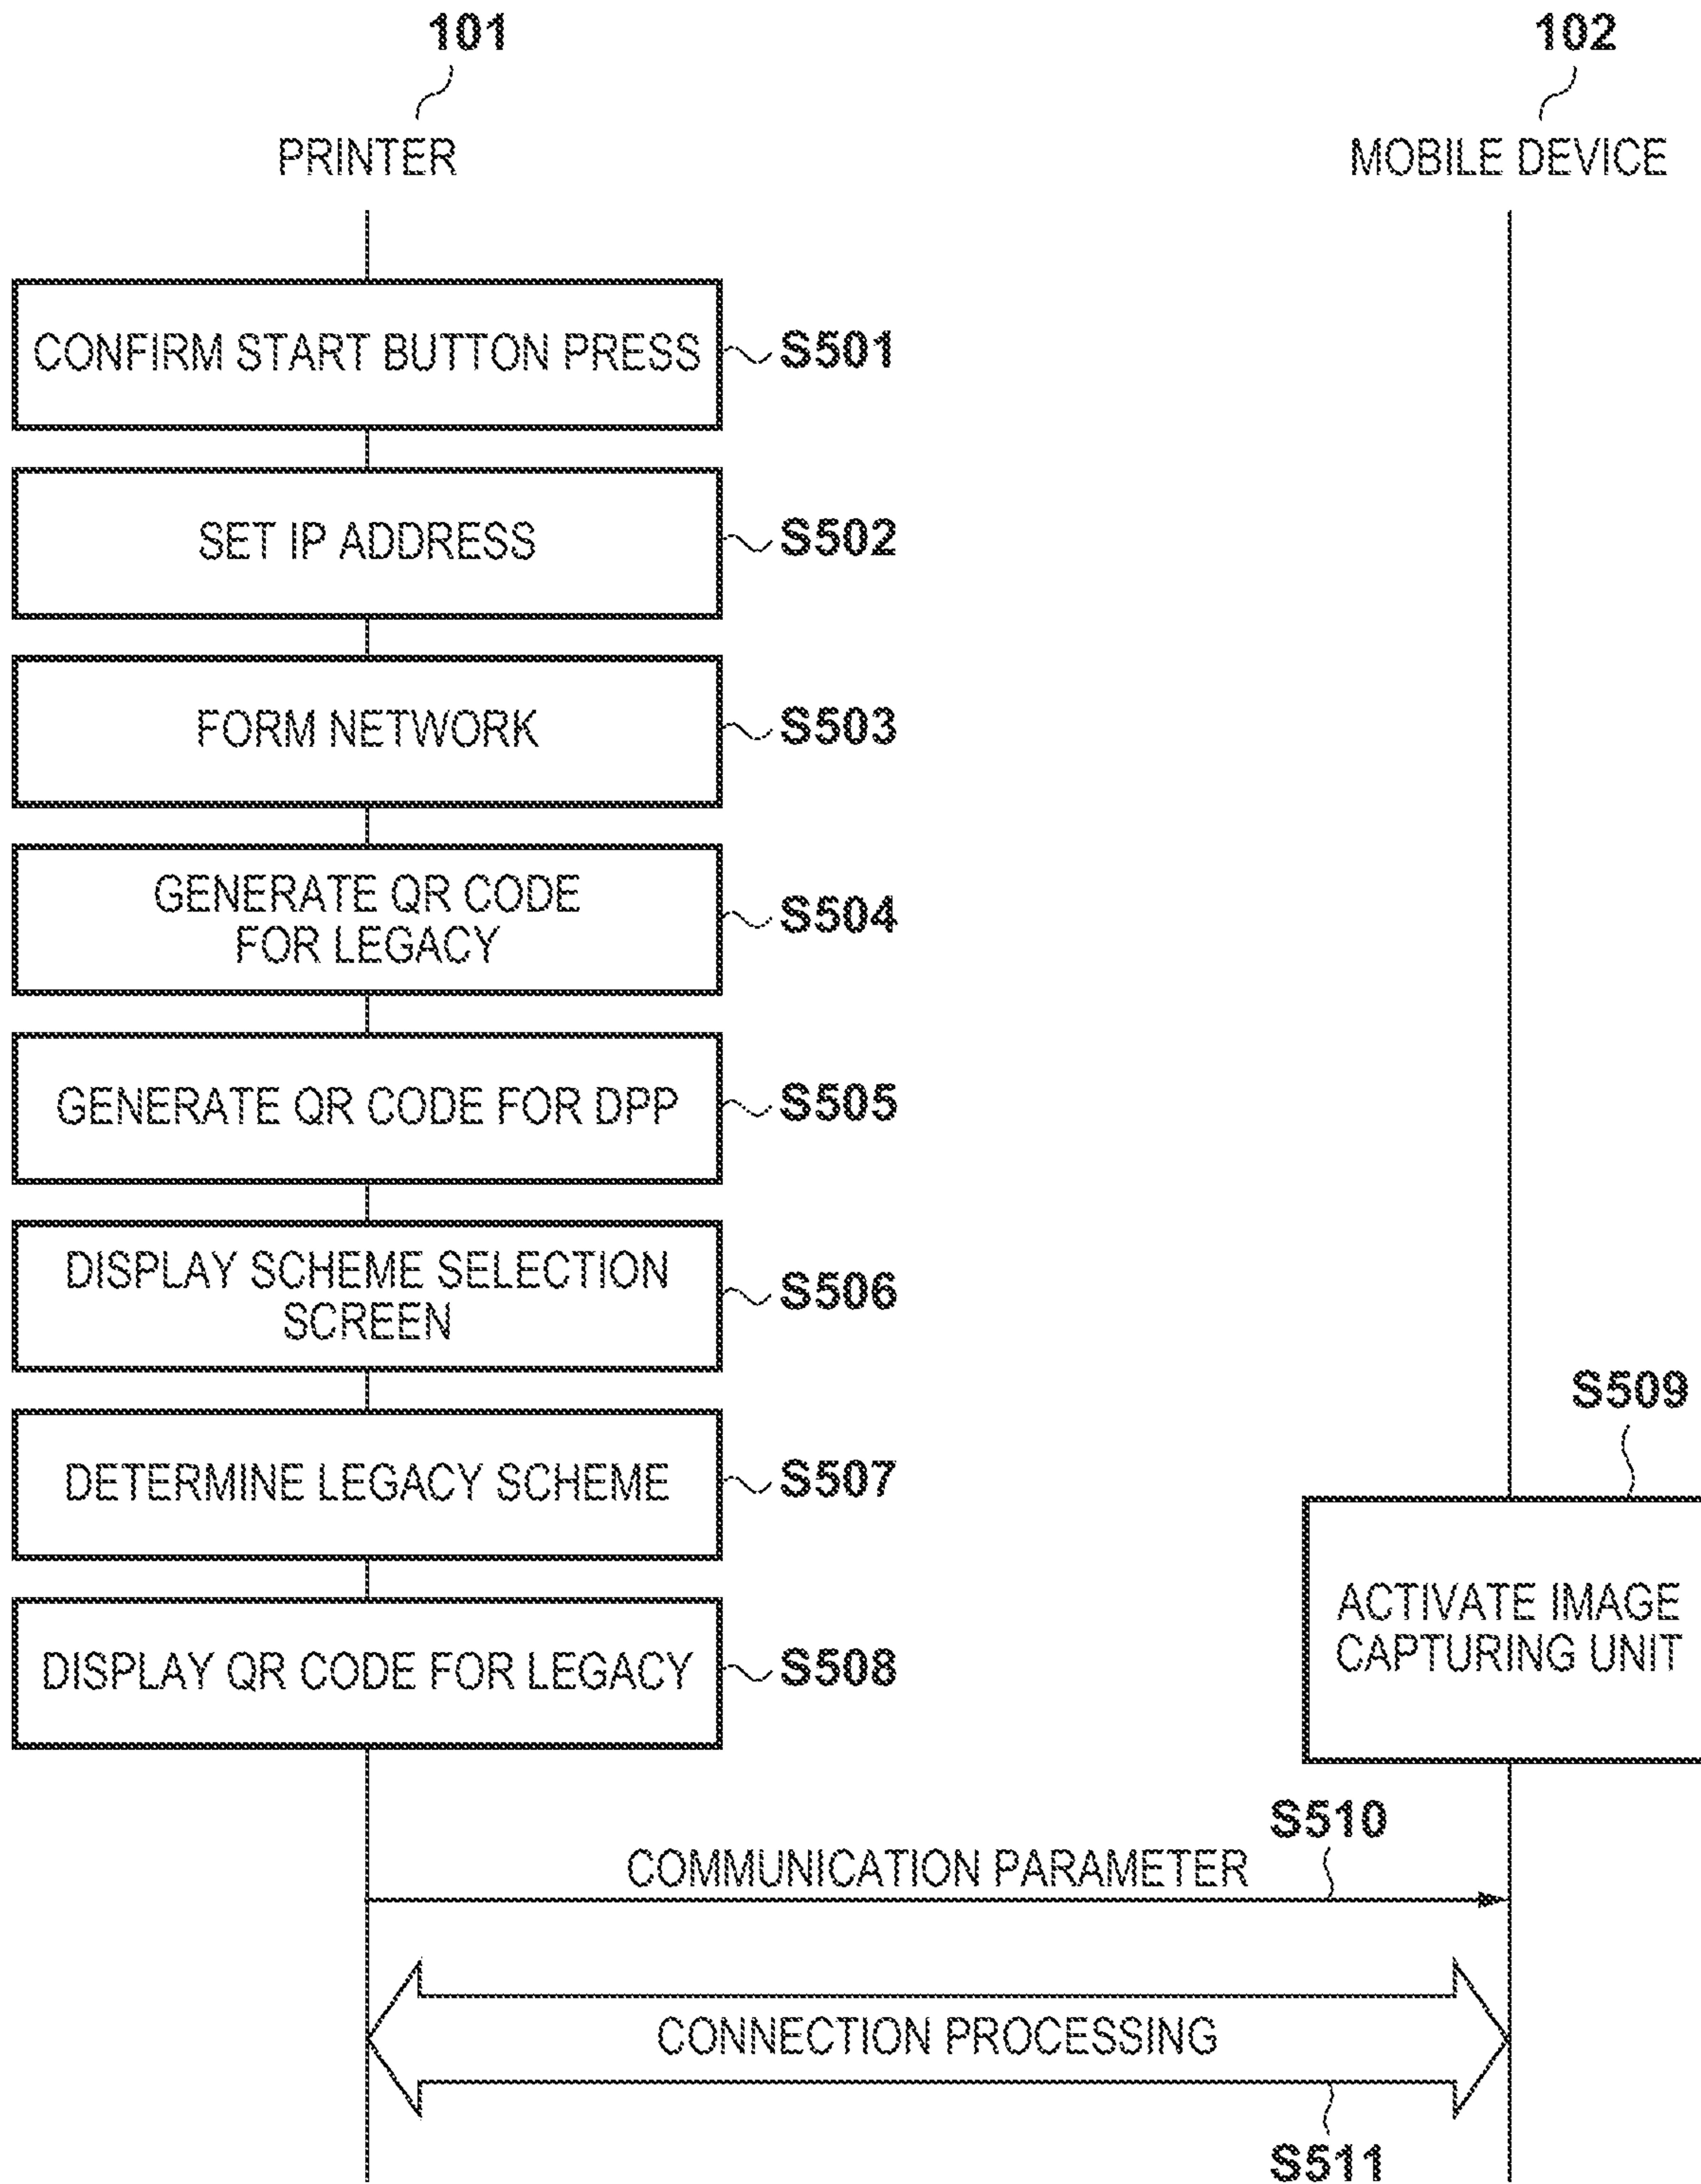 101
102
PRINTER
MOBILE DEVICE
CONFIRM START BUTTON PRESS
S501
SET IP ADDRESS
S502
FORM NETWORK
S503
GENERATE QR CODE
FOR LEGACY
S504
GENERATE QR CODE FOR DPP
S505
DISPLAY SCHEME SELECTION
SCREEN
S506
DETERMINE LEGACY SCHEME
S507
S509
ACTIVATE IMAGE
CAPTURING UNIT
DISPLAY QR CODE FOR LEGACY
S508
S510
COMMUNICATION PARAMETER
CONNECTION PROCESSING
S511